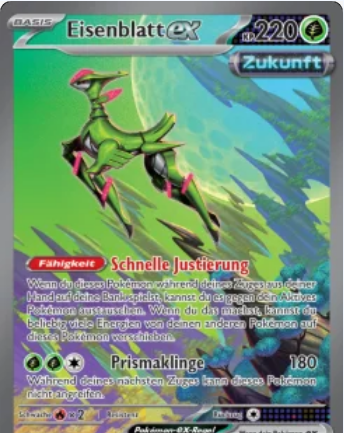 BASIS Eisenblatt ex KP 220
Zukunft
Fähigkeit Schnelle Justierung
Wenn du dieses Pokémon während deines Zuges aus deiner
Hand auf deine Bank spielst, kannst du es gegen dein Aktives
Pokémon austauschen. Wenn du das machst, kannst du
beliebig viele Energien von deinen anderen Pokémon auf
dieses Pokémon verschieben.
Prismaklinge 180
Während deines nächsten Zuges kann dieses Pokémon
nicht angreifen.
Schwäche ×2 Resistenz Rückzug
Pokémon-ex-Regel